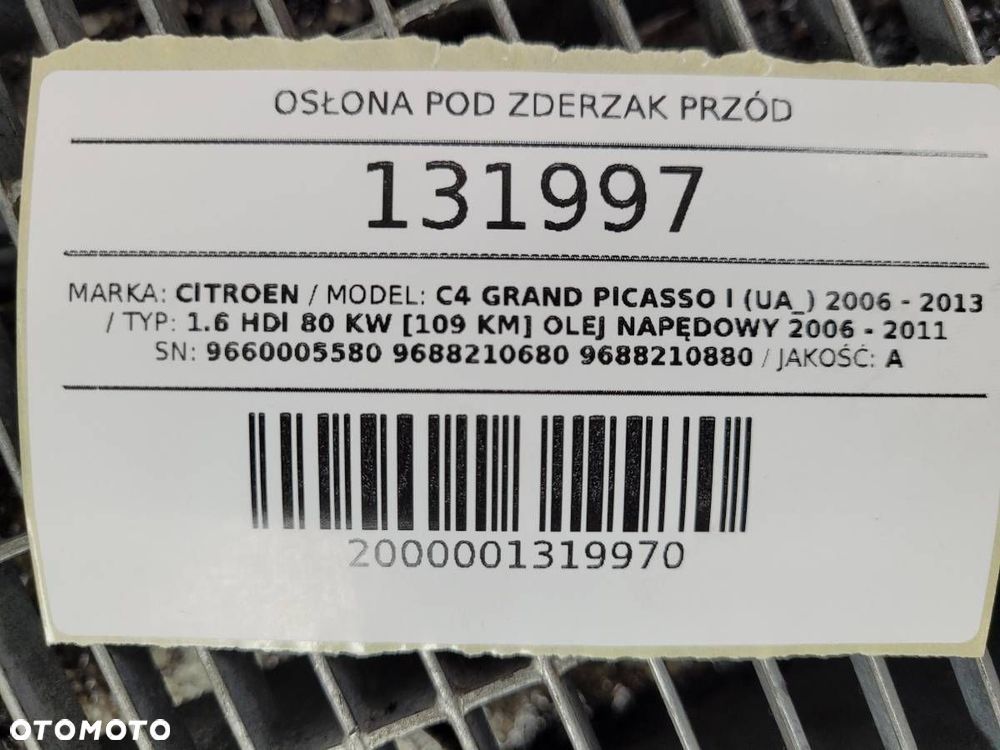 OSŁONA POD ZDERZAK PRZÓD
131997
MARKA: CITROEN / MODEL: C4 GRAND PICASSO I (UA_) 2006 - 2013
/ TYP: 1.6 HDI 80 KW [109 KM] OLEJ NAPĘDOWY 2006 - 2011
SN: 9660005580 9688210680 9688210880 / JAKOŚĆ: A
2000001319970
OTOMOTO